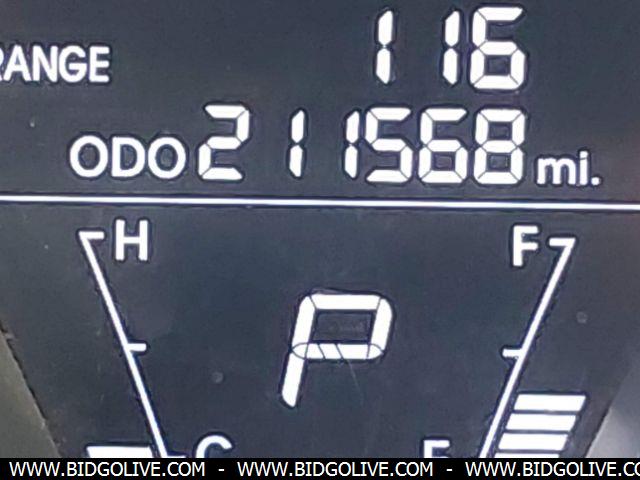 RANGE 116
ODO 211568 mi.
H F
P
C E
WWW.BIDGOLIVE.COM - WWW.BIDGOLIVE.COM - WWW.BIDGOLIVE.COM